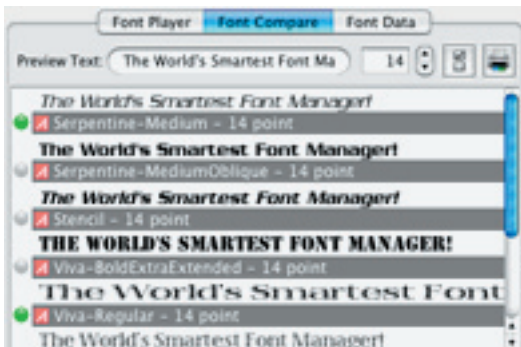 Font Player Font Compare Font Data
Preview Text: The World's Smartest Font Ma 14
The World's Smartest Font Manager!
Serpentine-Medium – 14 point
The World's Smartest Font Manager!
Serpentine-MediumOblique – 14 point
The World's Smartest Font Manager!
Stencil – 14 point
THE WORLD'S SMARTEST FONT MANAGER!
Viva-BoldExtraExtended – 14 point
The World's Smartest Font
Viva-Regular – 14 point
The World's Smartest Font Manager!